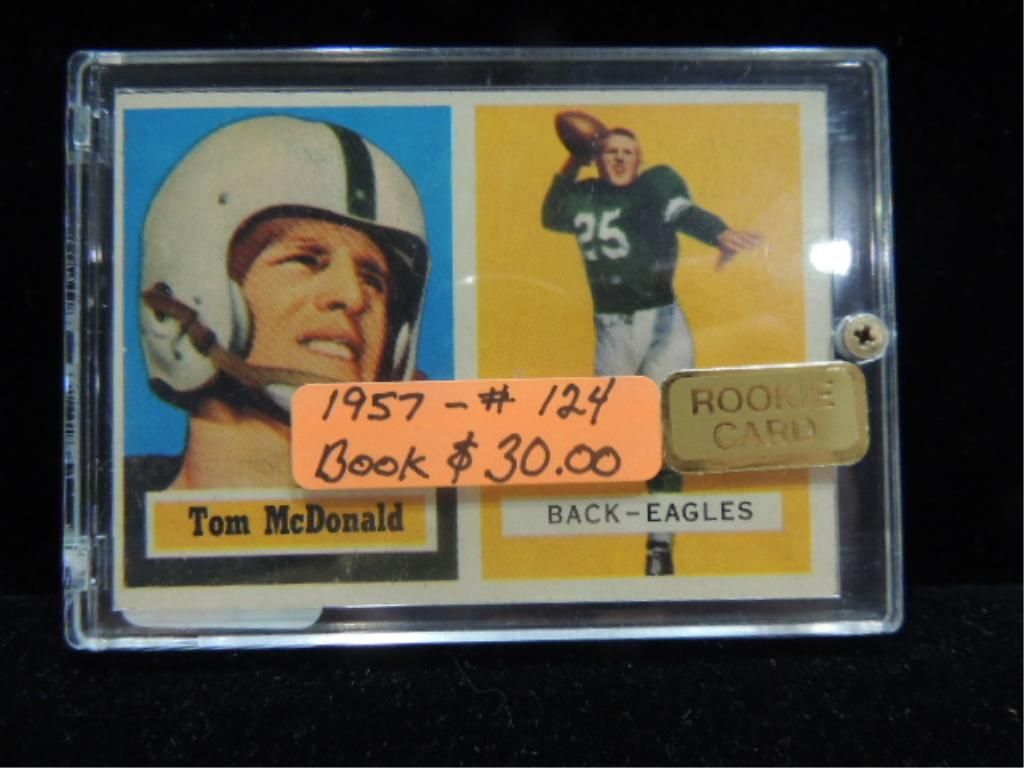 25
1957 - # 124
Book $ 30.00
ROOKIE
CARD
Tom McDonald
BACK-EAGLES